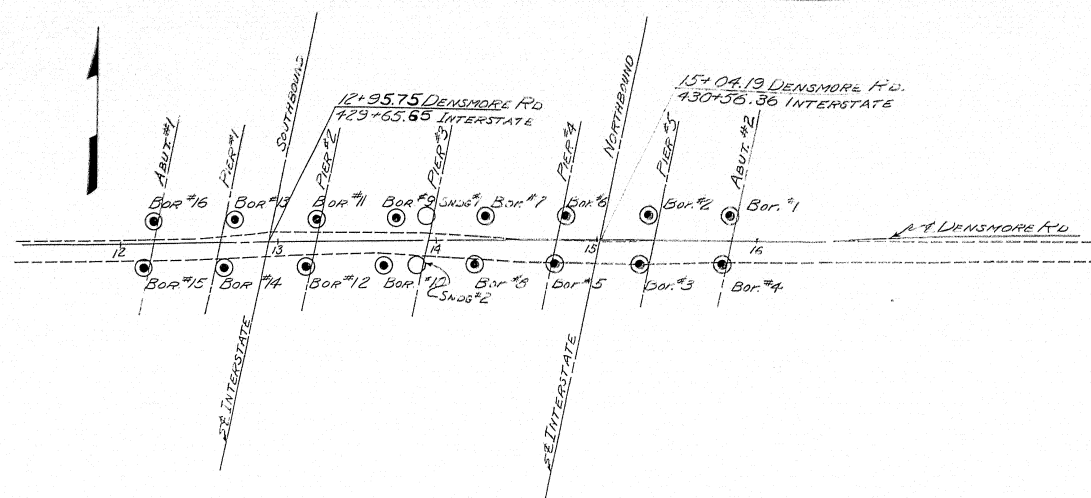 15+04.19 DENSMORE RD.
430+56.36 INTERSTATE
12+95.75 DENSMORE RD
429+65.65 INTERSTATE
SOUTHBOUND
NORTHBOUND
ABUT. #1
PIER #1
PIER #2
PIER #3
PIER #4
PIER #5
ABUT. #2
BOR #16
BOR #13
BOR #11
BOR #9
SNDG #1
BOR. #7
BOR #6
BOR. #2
BOR. #1
DENSMORE RD
12
13
14
15
16
BOR. #15
BOR #14
BOR #12
BOR.
SNDG #2
BOR #8
BOR #5
BOR. #3
BOR. #4
INTERSTATE
INTERSTATE